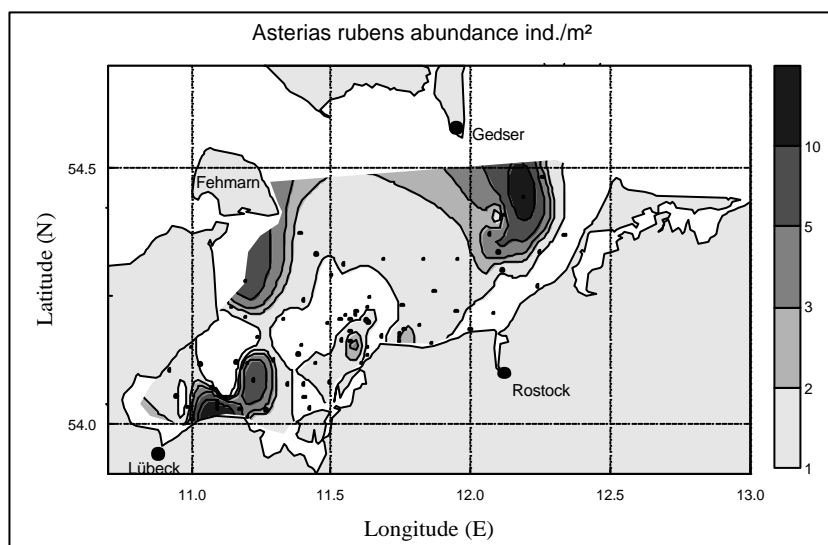 Asterias rubens abundance ind./m²
Gedser
Fehmarn
Rostock
Lübeck
Latitude (N)
54.5
54.0
11.0 11.5 12.0 12.5 13.0
Longitude (E)
10
5
3
2
1